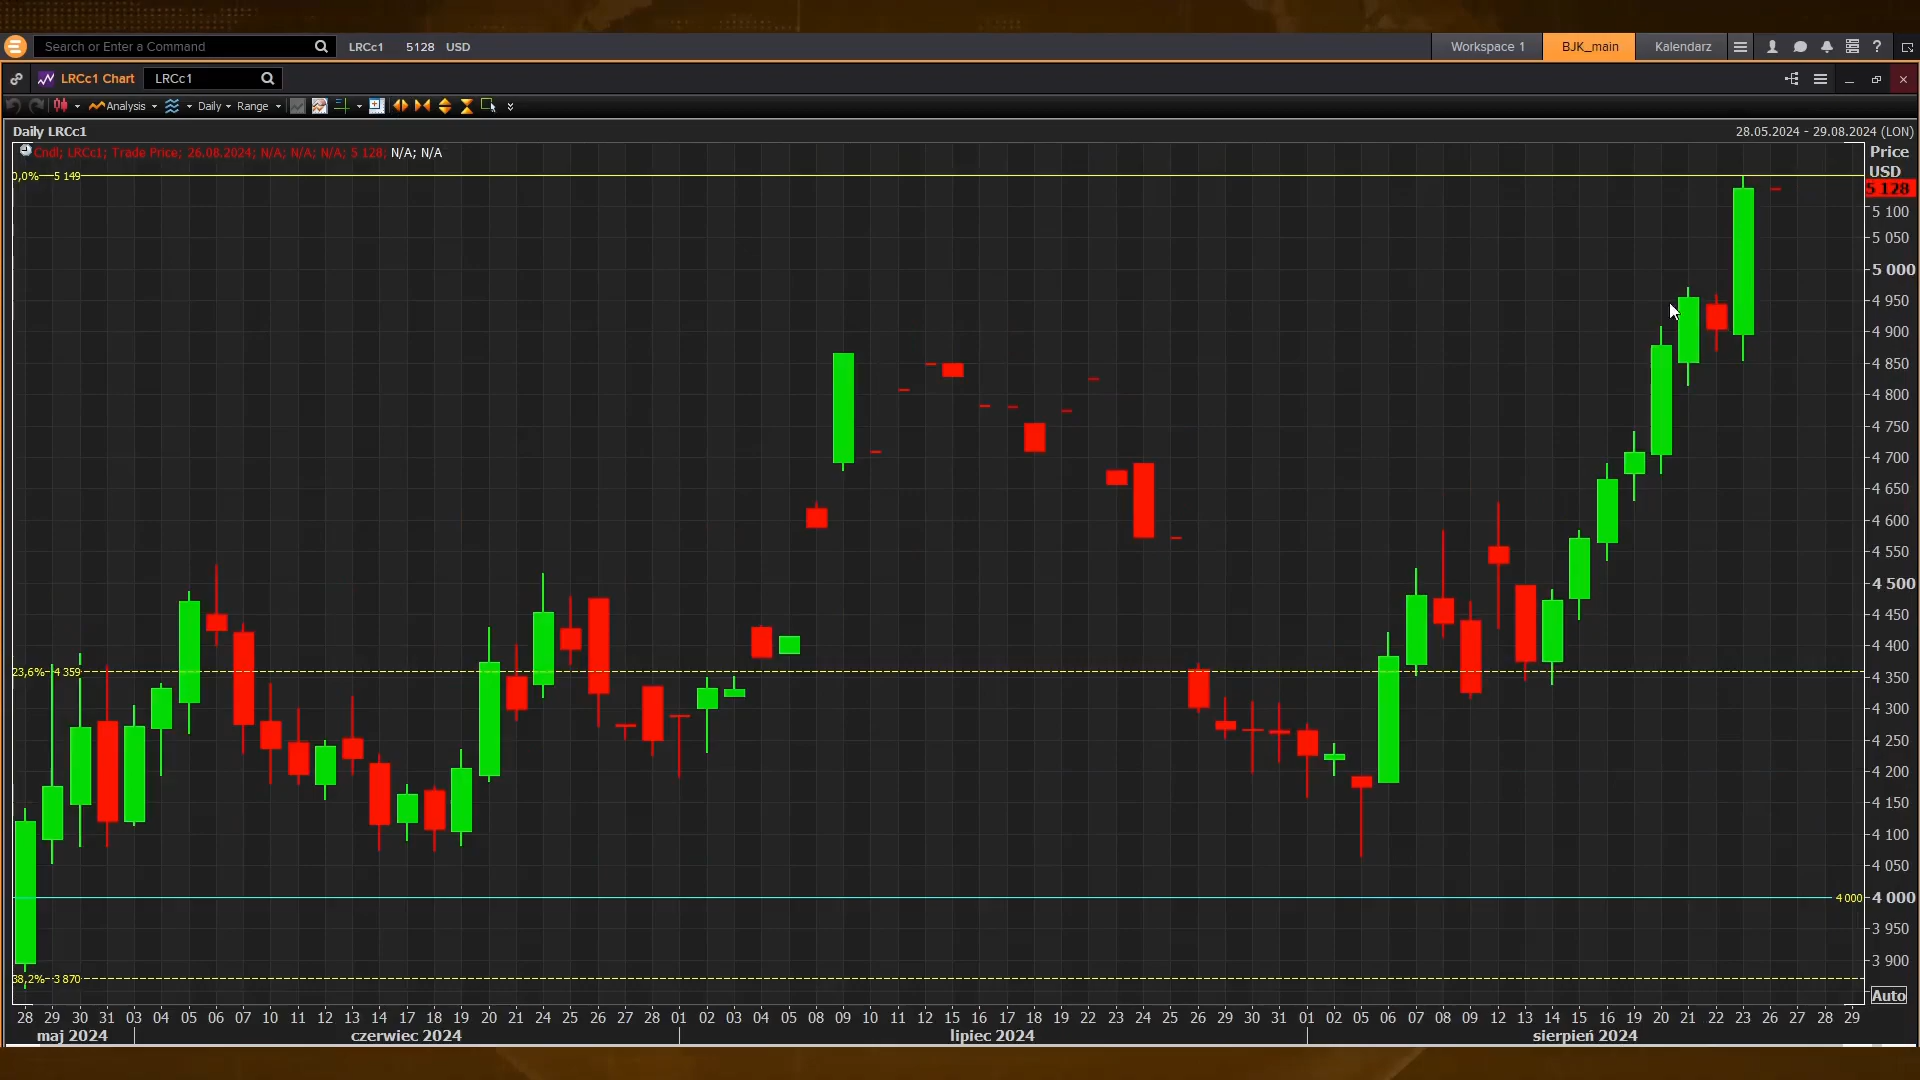 Search or Enter a Command LRCc1 5128 USD Workspace 1 BJK_main Kalendarz ?
LRCc1 Chart LRCc1
Analysis Daily Range
Daily LRCc1 28.05.2024 - 29.08.2024 (LON)
Cndl; LRCc1; Trade Price; 26.08.2024; N/A; N/A; N/A; 5 128; N/A; N/A
Price
USD
0,0% 5 149
5 128
5 100
5 050
5 000
4 950
4 900
4 850
4 800
4 750
4 700
4 650
4 600
4 550
4 500
4 450
4 400
23,6% 4 359
4 350
4 300
4 250
4 200
4 150
4 100
4 050
4 000 4 000
3 950
38,2% 3 870
3 900
Auto
28 29 30 31 03 04 05 06 07 10 11 12 13 14 17 18 19 20 21 24 25 26 27 28 01 02 03 04 05 08 09 10 11 12 15 16 17 18 19 22 23 24 25 26 29 30 31 01 02 05 06 07 08 09 12 13 14 15 16 19 20 21 22 23 26 27 28 29
maj 2024 czerwiec 2024 lipiec 2024 sierpień 2024